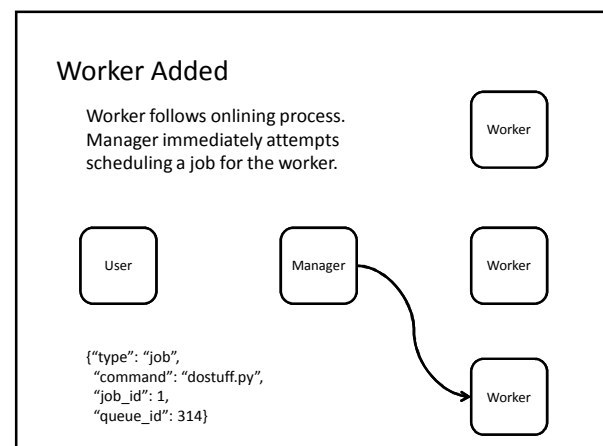 Worker Added
Worker follows onlining process.
Manager immediately attempts
scheduling a job for the worker.
Worker
User
Manager
Worker
{“type”: “job”,
“command”: “dostuff.py”,
“job_id”: 1,
“queue_id”: 314}
Worker